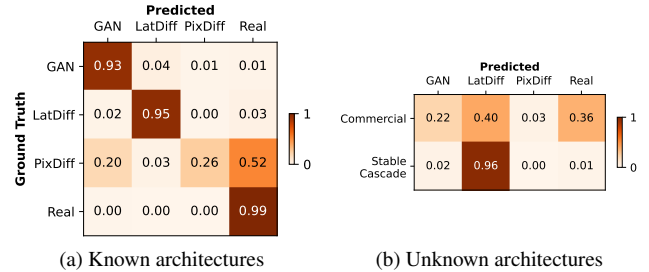 Predicted
GAN LatDiff PixDiff Real
Ground Truth
GAN 0.93 0.04 0.01 0.01
LatDiff 0.02 0.95 0.00 0.03
PixDiff 0.20 0.03 0.26 0.52
Real 0.00 0.00 0.00 0.99
1
0
(a) Known architectures
Predicted
GAN LatDiff PixDiff Real
Commercial 0.22 0.40 0.03 0.36
Stable
Cascade 0.02 0.96 0.00 0.01
1
0
(b) Unknown architectures